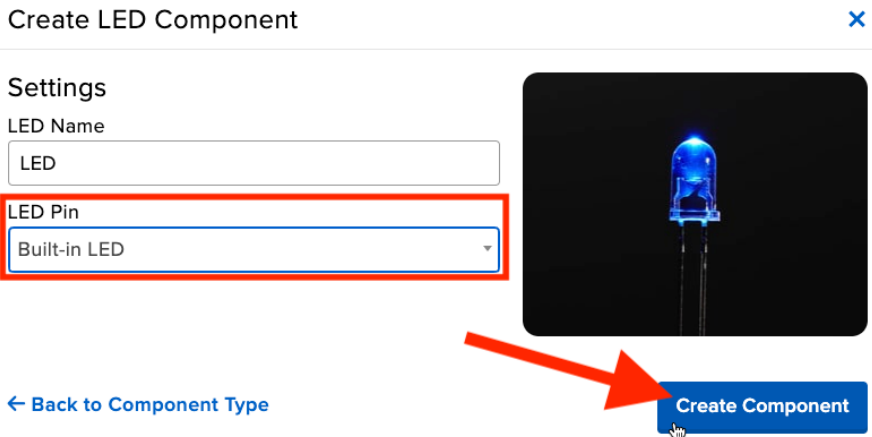 Create LED Component
Settings
LED Name
LED
LED Pin
Built-in LED
Back to Component Type
Create Component